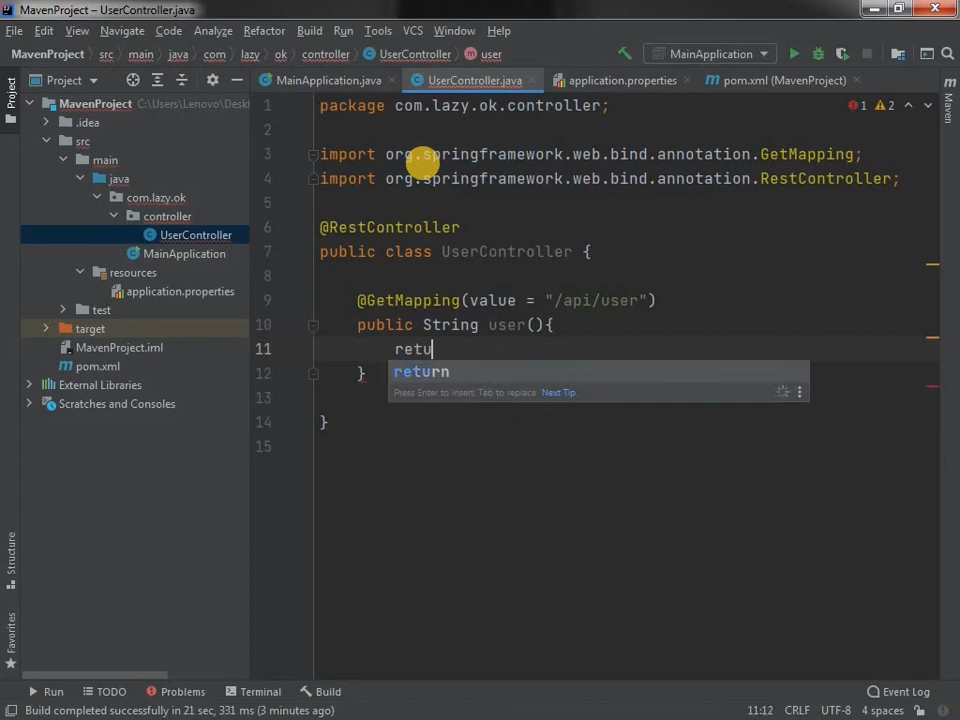 MavenProject – UserController.java
File Edit View Navigate Code Analyze Refactor Build Run Tools VCS Window Help
MavenProject src main java com lazy ok controller UserController user MainApplication
Project MainApplication.java UserController.java application.properties pom.xml (MavenProject)
Project
Maven
MavenProject C:\Users\Lenovo\Deskt
.idea
src
main
java
com.lazy.ok
controller
UserController
MainApplication
resources
application.properties
test
target
MavenProject.iml
pom.xml
External Libraries
Scratches and Consoles
Structure
Favorites
1 package com.lazy.ok.controller; 1 2
2
3 import org.springframework.web.bind.annotation.GetMapping;
4 import org.springframework.web.bind.annotation.RestController;
5
6 @RestController
7 public class UserController {
8
9 @GetMapping(value = "/api/user")
10 public String user(){
11 retu
return
Press Enter to insert, Tab to replace Next Tip
12 }
13
14 }
15
Run TODO Problems Terminal Build Event Log
Build completed successfully in 21 sec, 331 ms (3 minutes ago) 11:12 CRLF UTF-8 4 spaces